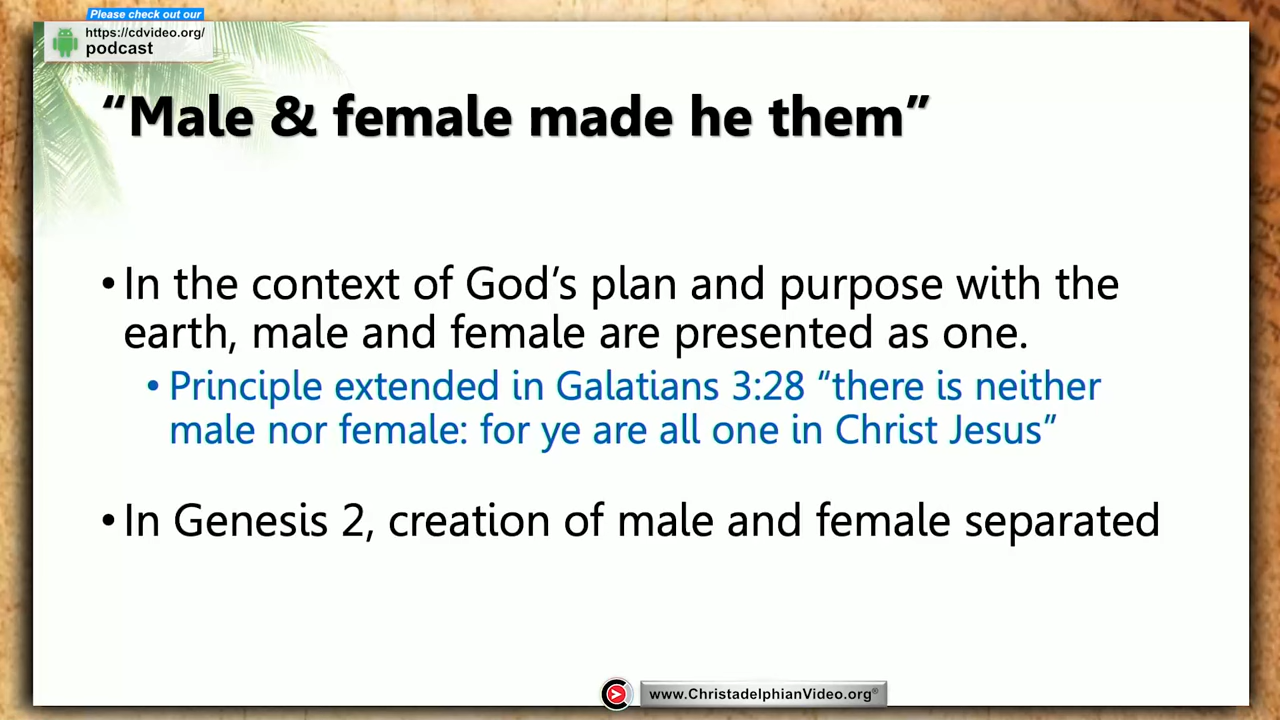 Please check out our
https://cdvideo.org/
podcast
“Male & female made he them”
•In the context of God’s plan and purpose with the
earth, male and female are presented as one.
•Principle extended in Galatians 3:28 “there is neither
male nor female: for ye are all one in Christ Jesus”
•In Genesis 2, creation of male and female separated
www.ChristadelphianVideo.org®